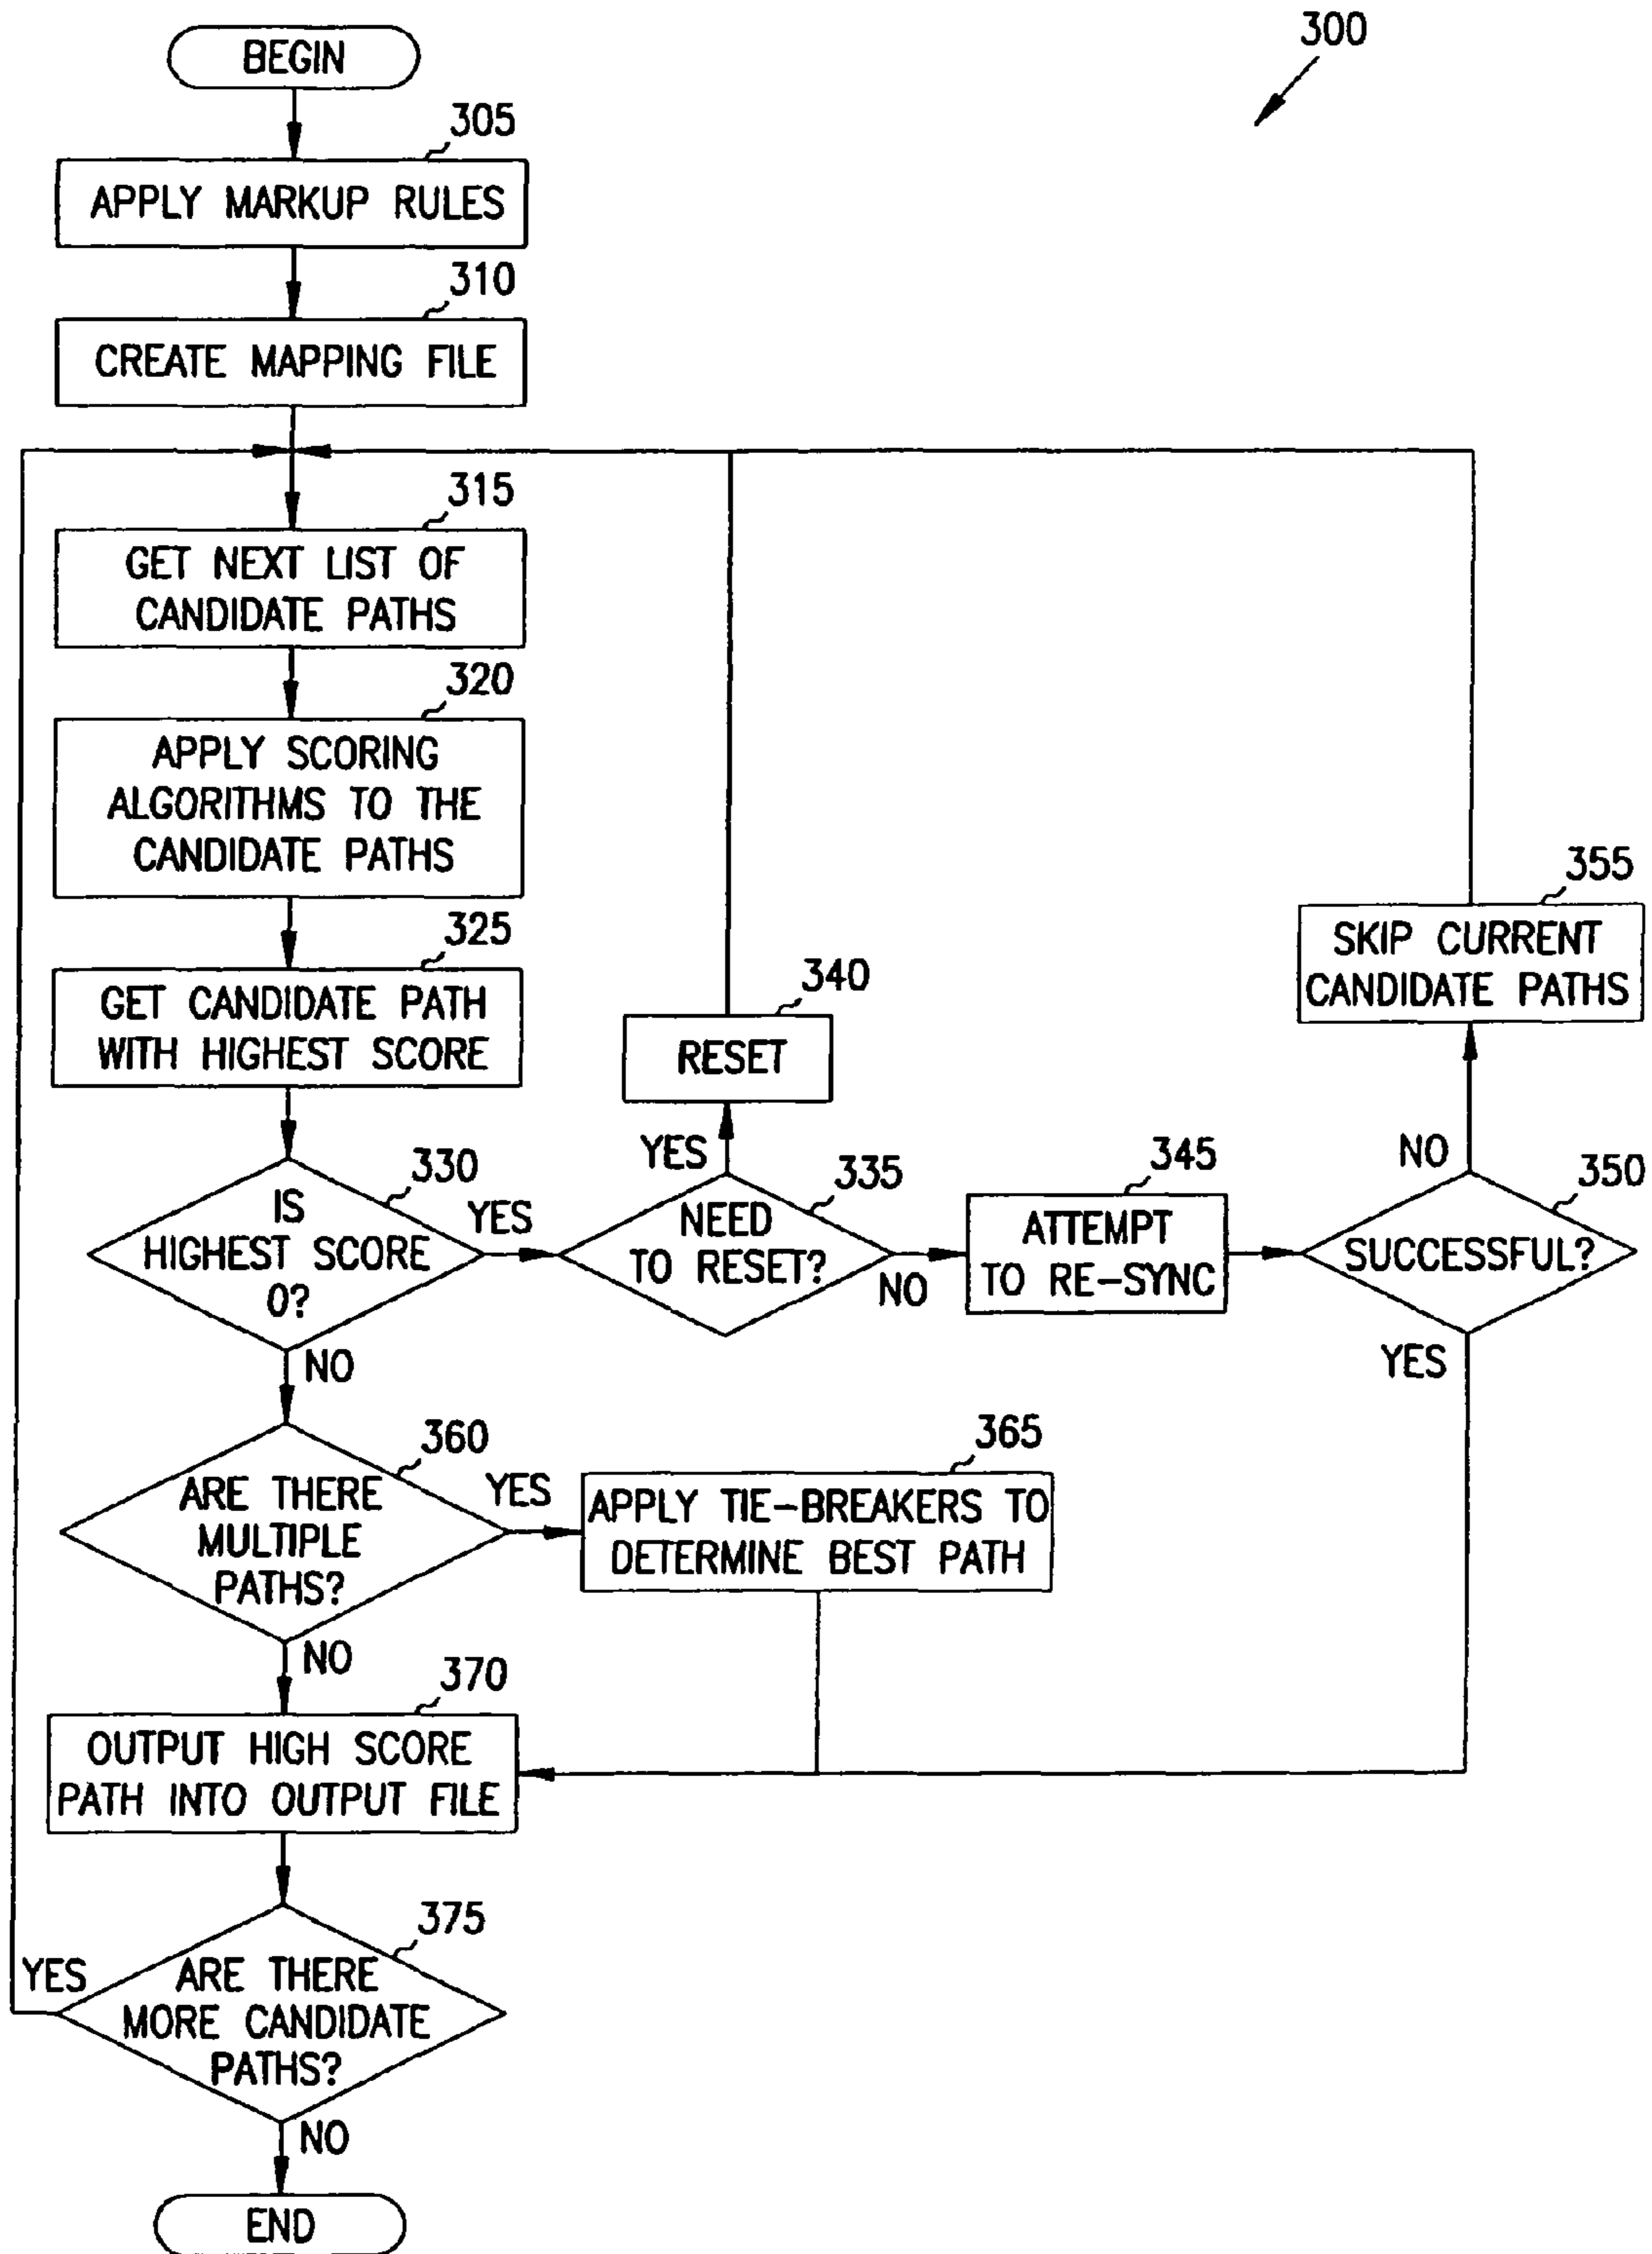 300
BEGIN
305
APPLY MARKUP RULES
310
CREATE MAPPING FILE
315
GET NEXT LIST OF
CANDIDATE PATHS
320
APPLY SCORING
ALGORITHMS TO THE
CANDIDATE PATHS
325
GET CANDIDATE PATH
WITH HIGHEST SCORE
330
IS
HIGHEST SCORE
0?
YES
NO
335
NEED
TO RESET?
YES
NO
340
RESET
345
ATTEMPT
TO RE-SYNC
350
SUCCESSFUL?
NO
YES
355
SKIP CURRENT
CANDIDATE PATHS
360
ARE THERE
MULTIPLE
PATHS?
YES
NO
365
APPLY TIE-BREAKERS TO
DETERMINE BEST PATH
370
OUTPUT HIGH SCORE
PATH INTO OUTPUT FILE
375
ARE THERE
MORE CANDIDATE
PATHS?
YES
NO
END